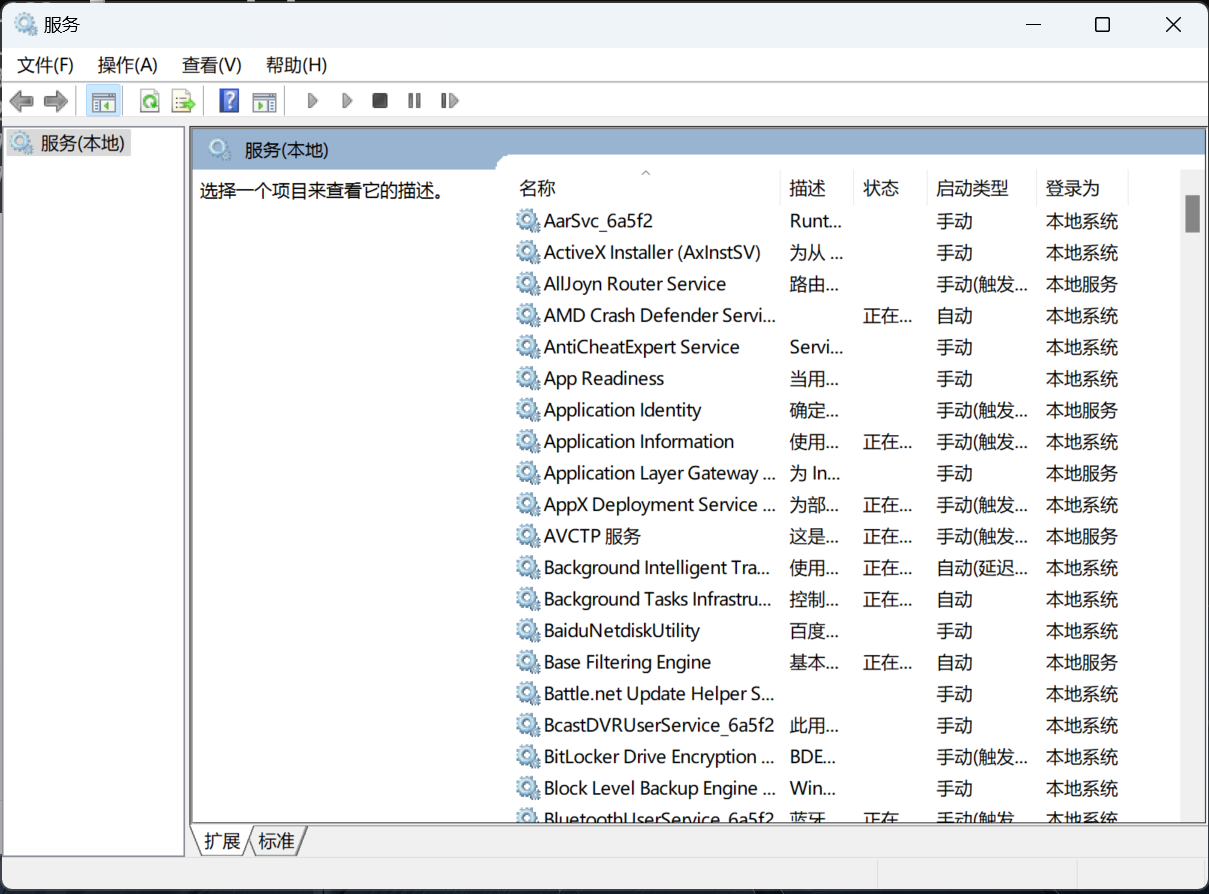 服务
文件(F) 操作(A) 查看(V) 帮助(H)
服务(本地)
服务(本地)
选择一个项目来查看它的描述。
名称 描述 状态 启动类型 登录为
AarSvc_6a5f2 Runt... 手动 本地系统
ActiveX Installer (AxInstSV) 为从 ... 手动 本地系统
AllJoyn Router Service 路由... 手动(触发... 本地服务
AMD Crash Defender Servi... 正在... 自动 本地系统
AntiCheatExpert Service Servi... 手动 本地系统
App Readiness 当用... 手动 本地系统
Application Identity 确定... 手动(触发... 本地服务
Application Information 使用... 正在... 手动(触发... 本地系统
Application Layer Gateway ... 为 In... 手动 本地服务
AppX Deployment Service ... 为部... 正在... 手动(触发... 本地系统
AVCTP 服务 这是... 正在... 手动(触发... 本地服务
Background Intelligent Tra... 使用... 正在... 自动(延迟... 本地系统
Background Tasks Infrastru... 控制... 正在... 自动 本地系统
BaiduNetdiskUtility 百度... 手动 本地系统
Base Filtering Engine 基本... 正在... 自动 本地服务
Battle.net Update Helper S... 手动 本地系统
BcastDVRUserService_6a5f2 此用... 手动 本地系统
BitLocker Drive Encryption ... BDE... 手动(触发... 本地系统
Block Level Backup Engine ... Win... 手动 本地系统
BluetoothUserService_6a5f2 蓝牙... 正在... 手动(触发... 本地系统
扩展 标准